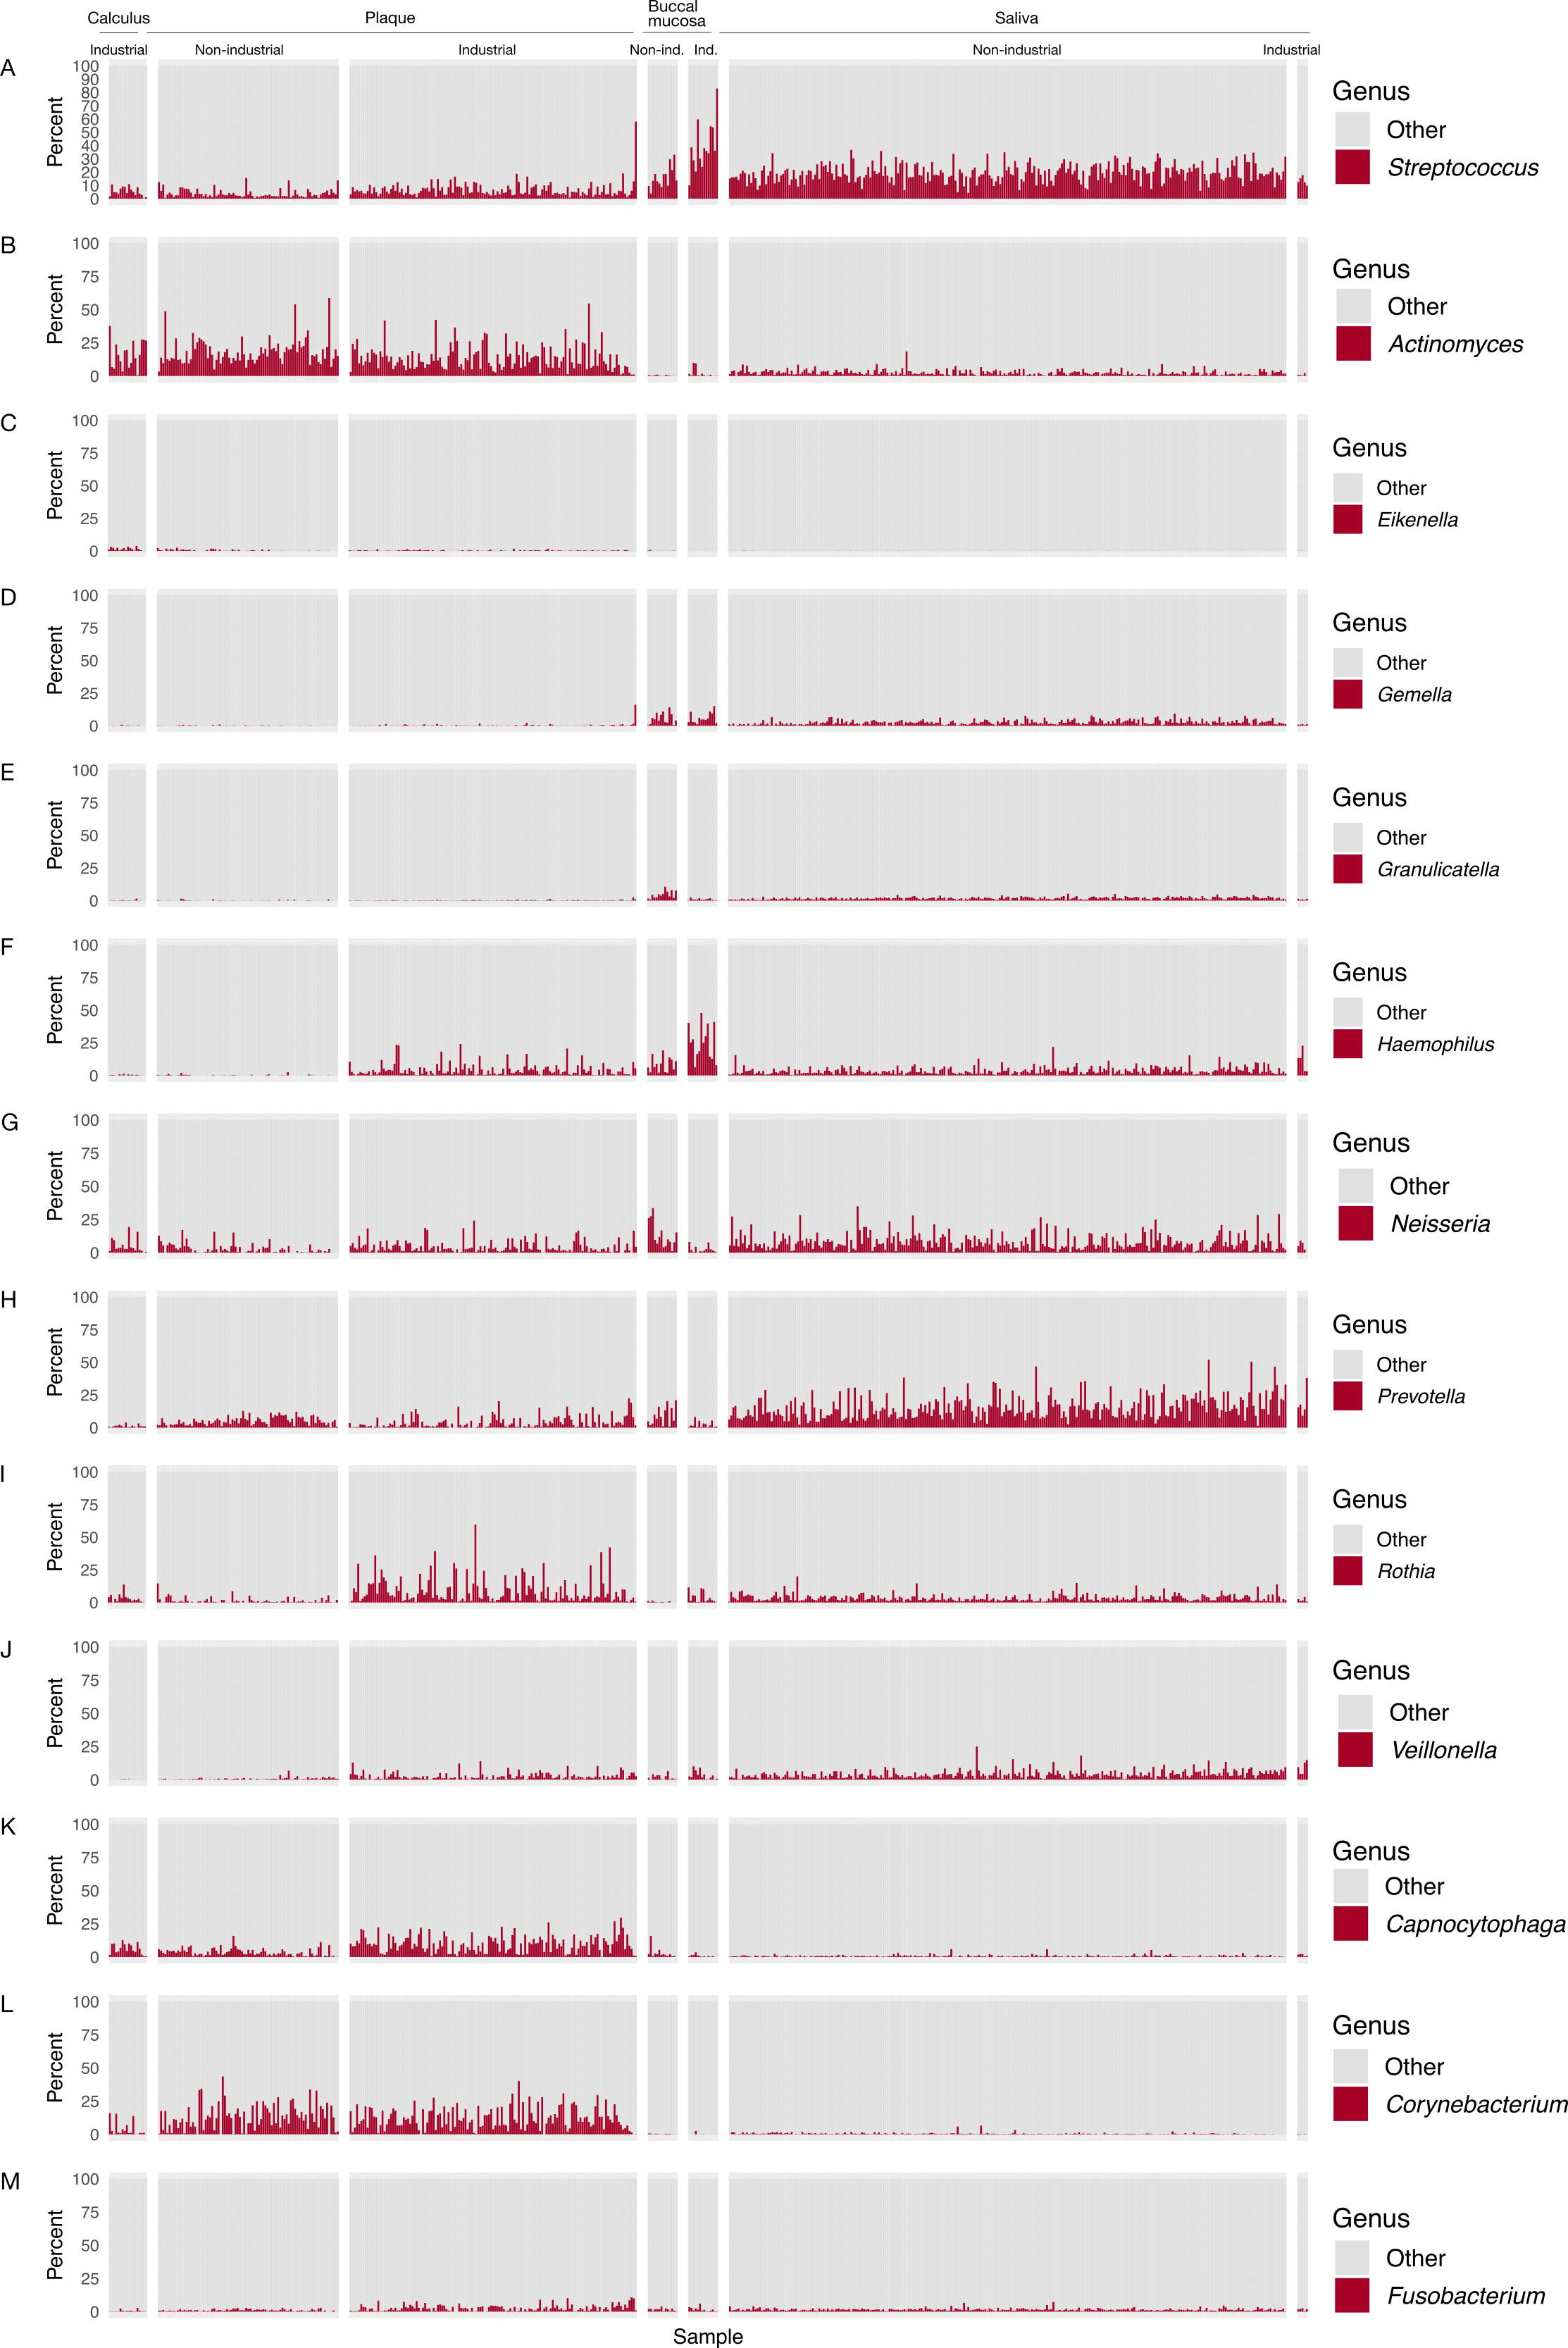 Calculus Plaque Buccal mucosa Saliva
Industrial Non-industrial Industrial Non-ind. Ind. Non-industrial Industrial
A
Percent
100
90
80
70
60
50
40
30
20
10
0
Genus
Other
Streptococcus
B
Percent
100
75
50
25
0
Genus
Other
Actinomyces
C
Percent
100
75
50
25
0
Genus
Other
Eikenella
D
Percent
100
75
50
25
0
Genus
Other
Gemella
E
Percent
100
75
50
25
0
Genus
Other
Granulicatella
F
Percent
100
75
50
25
0
Genus
Other
Haemophilus
G
Percent
100
75
50
25
0
Genus
Other
Neisseria
H
Percent
100
75
50
25
0
Genus
Other
Prevotella
I
Percent
100
75
50
25
0
Genus
Other
Rothia
J
Percent
100
75
50
25
0
Genus
Other
Veillonella
K
Percent
100
75
50
25
0
Genus
Other
Capnocytophaga
L
Percent
100
75
50
25
0
Genus
Other
Corynebacterium
M
Percent
100
75
50
25
0
Genus
Other
Fusobacterium
Sample